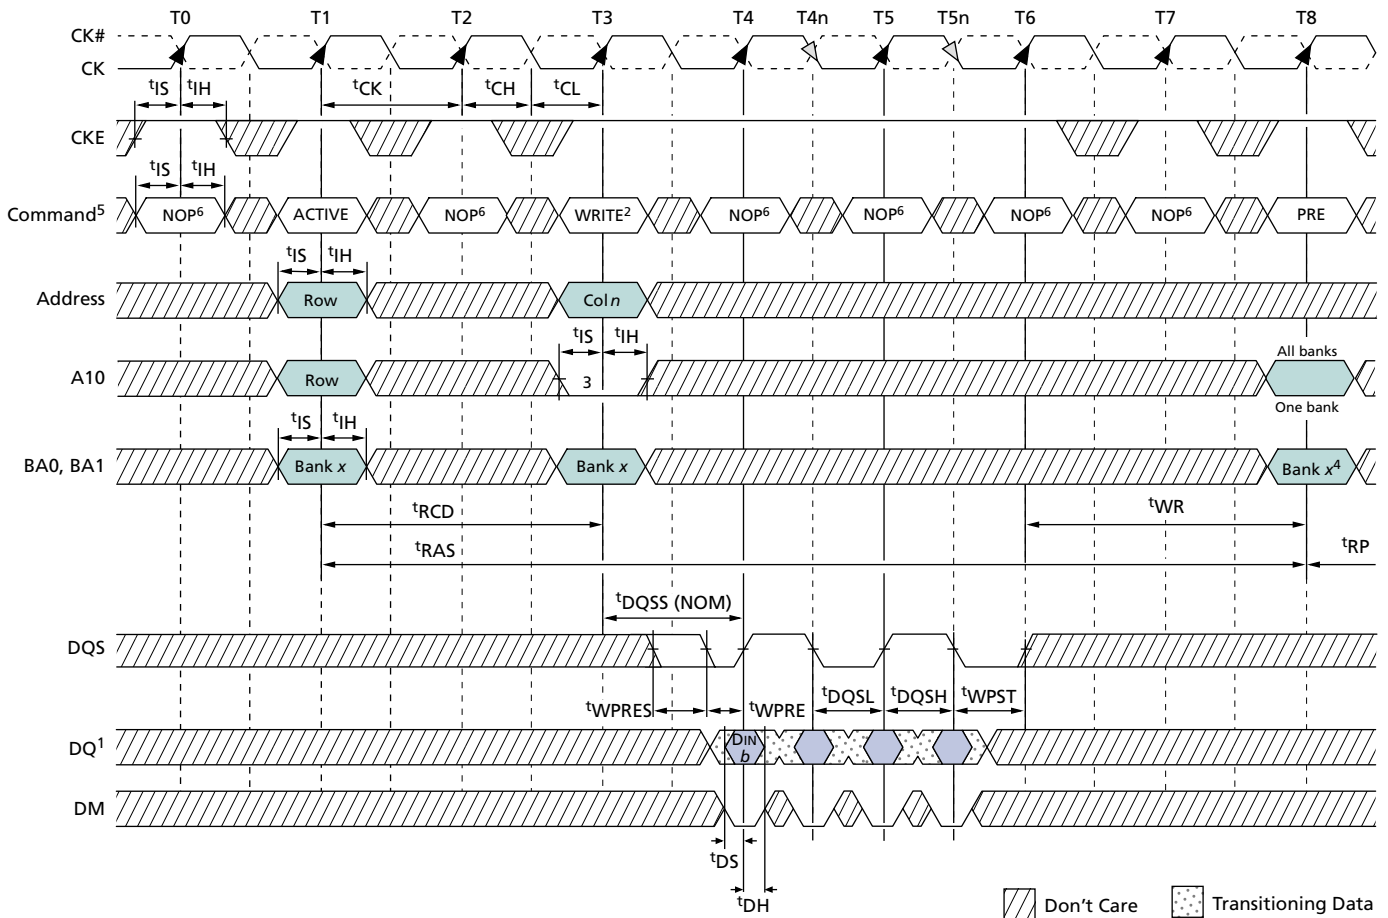 T0 T1 T2 T3 T4 T4n T5 T5n T6 T7 T8
CK#
CK
tIS tIH tCK tCH tCL
CKE
tIS tIH
Command5 NOP6 ACTIVE NOP6 WRITE2 NOP6 NOP6 NOP6 NOP6 PRE
tIS tIH
Address Row Col n
tIS tIH
All banks
A10 Row 3
One bank
tIS tIH
BA0, BA1 Bank x Bank x Bank x4
tRCD tWR
tRAS tRP
tDQSS (NOM)
DQS
tWPRES tWPRE tDQSL tDQSH tWPST
DQ1 DIN
b
DM
tDS
tDH
Don't Care Transitioning Data